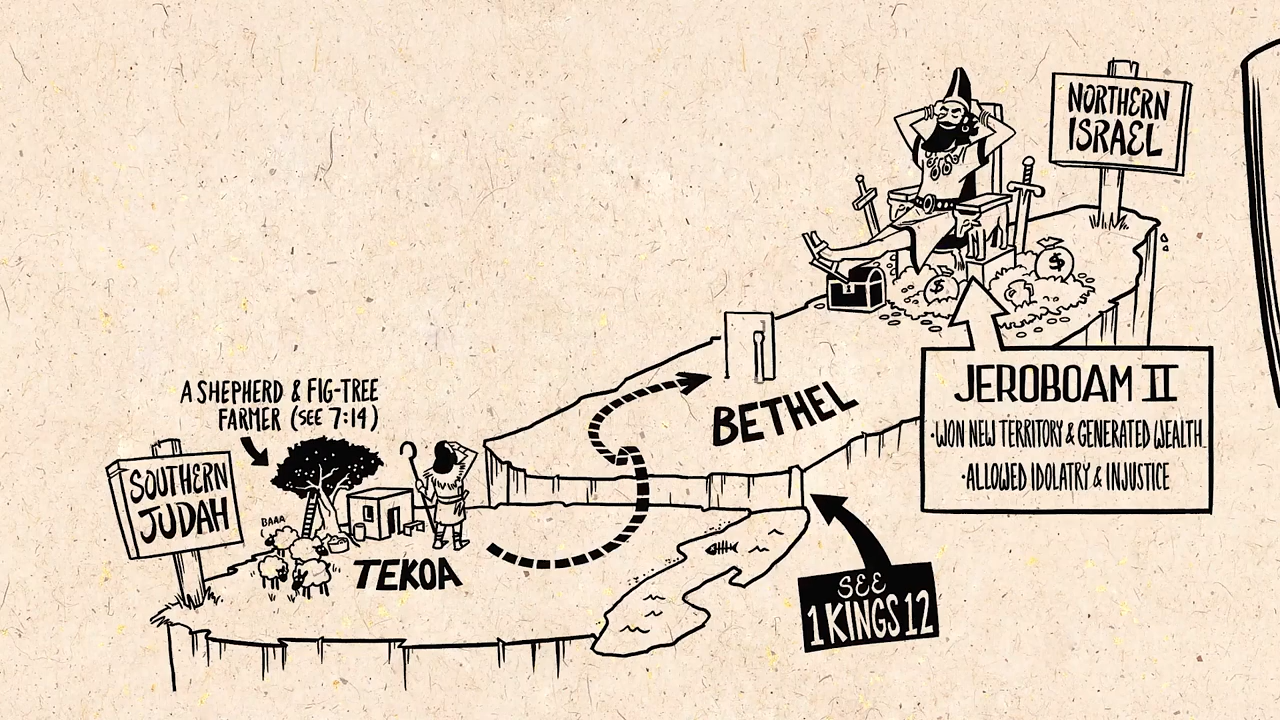 NORTHERN
ISRAEL
A SHEPHERD & FIG-TREE
FARMER (SEE 7:14)
SOUTHERN
JUDAH
BAAA
TEKOA
BETHEL
$
$
JEROBOAM II
•WON NEW TERRITORY & GENERATED WEALTH
•ALLOWED IDOLATRY & INJUSTICE
SEE
1 KINGS 12